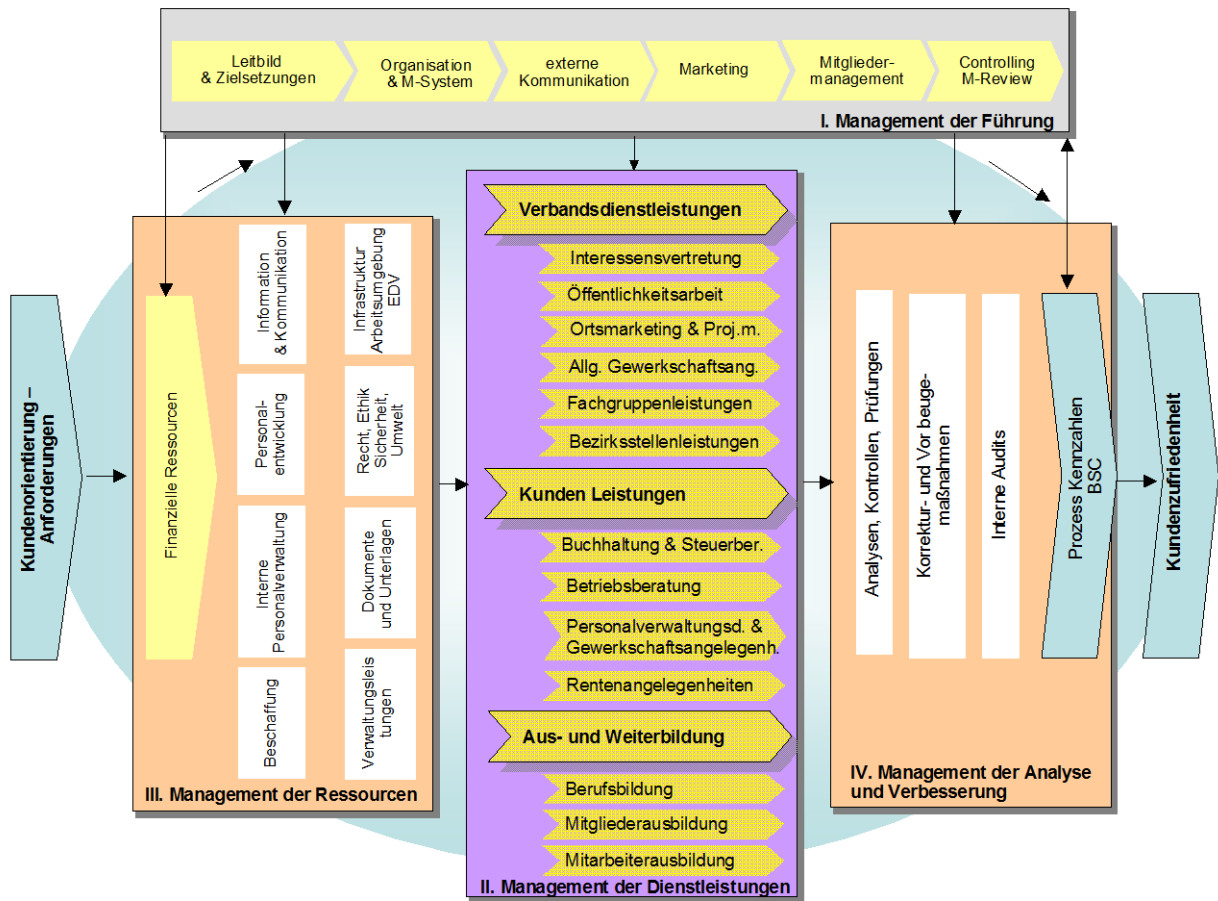 Leitbild
& Zielsetzungen
Organisation
& M-System
externe
Kommunikation
Marketing
Mitglieder-
management
Controlling
M-Review
I. Management der Führung
Kundenorientierung –
Anforderungen
Finanzielle Ressourcen
Information
& Kommunikation
Personal-
entwicklung
Interne
Personalverwaltung
Beschaffung
Infrastruktur
Arbeitsumgebung
EDV
Recht, Ethik
Sicherheit,
Umwelt
Dokumente
und Unterlagen
Verwaltungsleis
tungen
III. Management der Ressourcen
Verbandsdienstleistungen
Interessensvertretung
Öffentlichkeitsarbeit
Ortsmarketing & Proj.m.
Allg. Gewerkschaftsang.
Fachgruppenleistungen
Bezirksstellenleistungen
Kunden Leistungen
Buchhaltung & Steuerber.
Betriebsberatung
Personalverwaltungsd. &
Gewerkschaftsangelegenh.
Rentenangelegenheiten
Aus- und Weiterbildung
Berufsbildung
Mitgliederausbildung
Mitarbeiterausbildung
II. Management der Dienstleistungen
Analysen, Kontrollen, Prüfungen
Korrektur- und Vor beuge-
maßnahmen
Interne Audits
Prozess Kennzahlen
BSC
IV. Management der Analyse
und Verbesserung
Kundenzufriedenheit